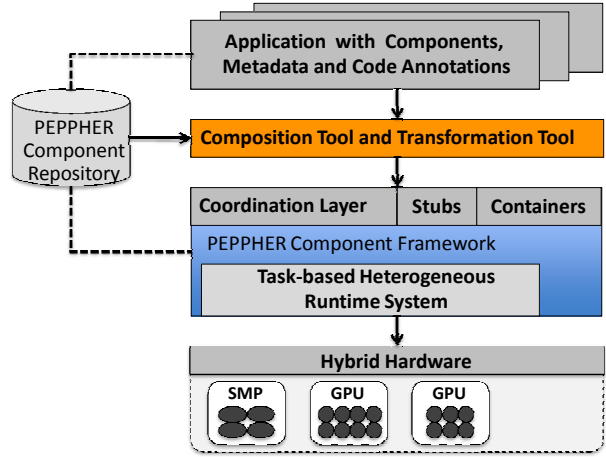 Application with Components,
Metadata and Code Annotations
PEPPHER
Component
Repository
Composition Tool and Transformation Tool
Coordination Layer
Stubs
Containers
PEPPHER Component Framework
Task-based Heterogeneous
Runtime System
Hybrid Hardware
SMP
GPU
GPU